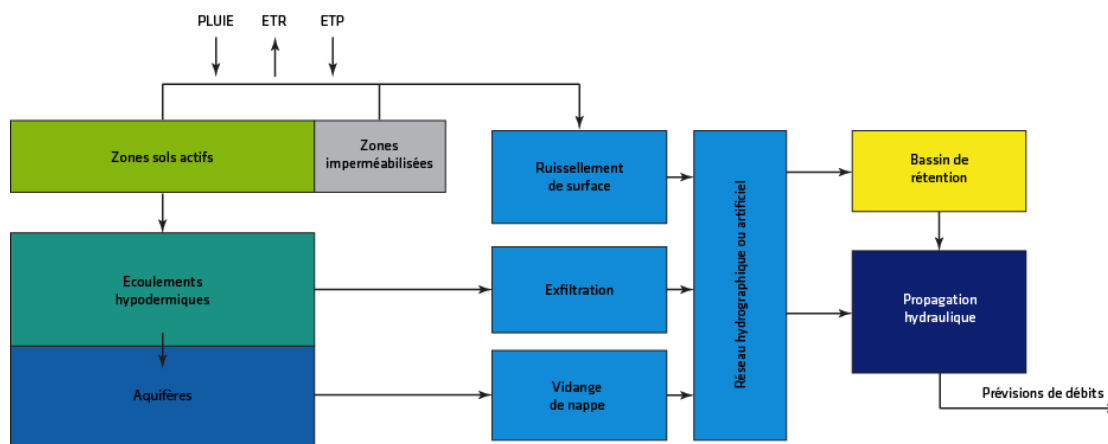 PLUIE ETR ETP
Zones sols actifs
Zones
imperméabilisées
Ruissellement
de surface
Réseau hydrographique ou artificiel
Bassin de
rétention
Ecoulements
hypodermiques
Exfiltration
Propagation
hydraulique
Aquifères
Vidange
de nappe
Prévisions de débits